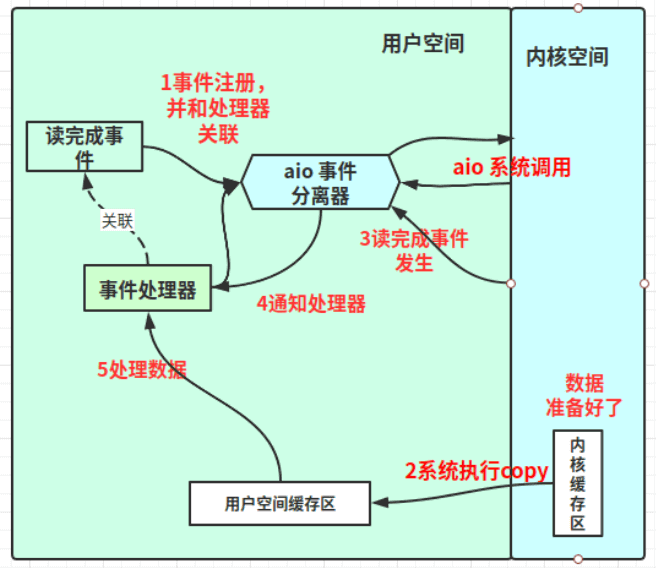 用户空间
内核空间
1事件注册，
并和处理器
关联
读完成事
件
aio 事件
分离器
aio 系统调用
关联
3读完成事件
发生
事件处理器
4通知处理器
5处理数据
数据
准备好了
2系统执行copy
内
核
缓
存
区
用户空间缓存区